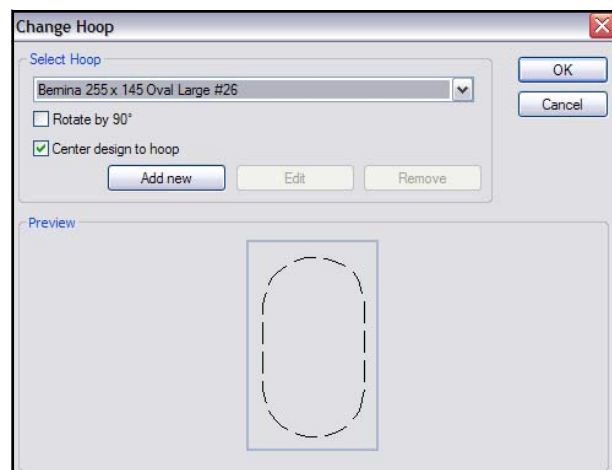 Change Hoop
Select Hoop
Bernina 255 x 145 Oval Large #26
Rotate by 90°
Center design to hoop
Add new
Edit
Remove
OK
Cancel
Preview